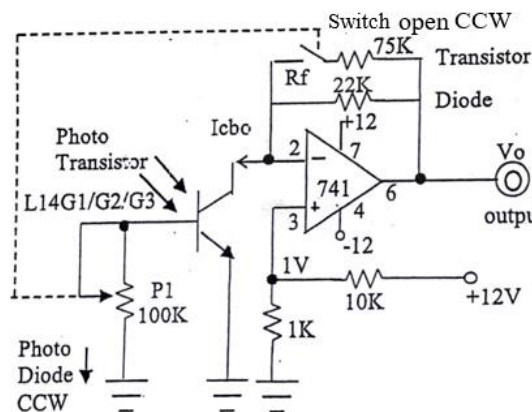 Switch open CCW
75K
Transistor
Rf
22K
Diode
Icbo
+12
Photo
Transistor
2
7
Vo
L14G1/G2/G3
741
6
3
+
4
output
-12
1V
P1
100K
10K
+12V
1K
Photo
Diode
CCW